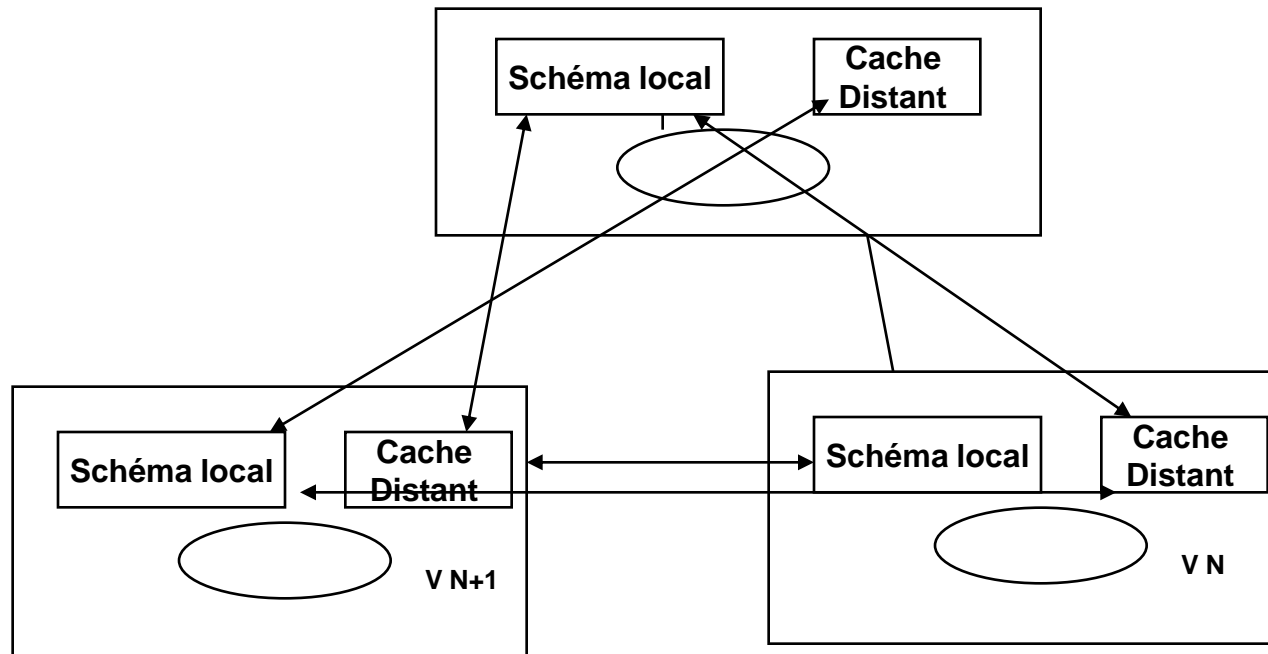 Schéma local
Cache
Distant
Schéma local
Cache
Distant
V N+1
Schéma local
Cache
Distant
V N